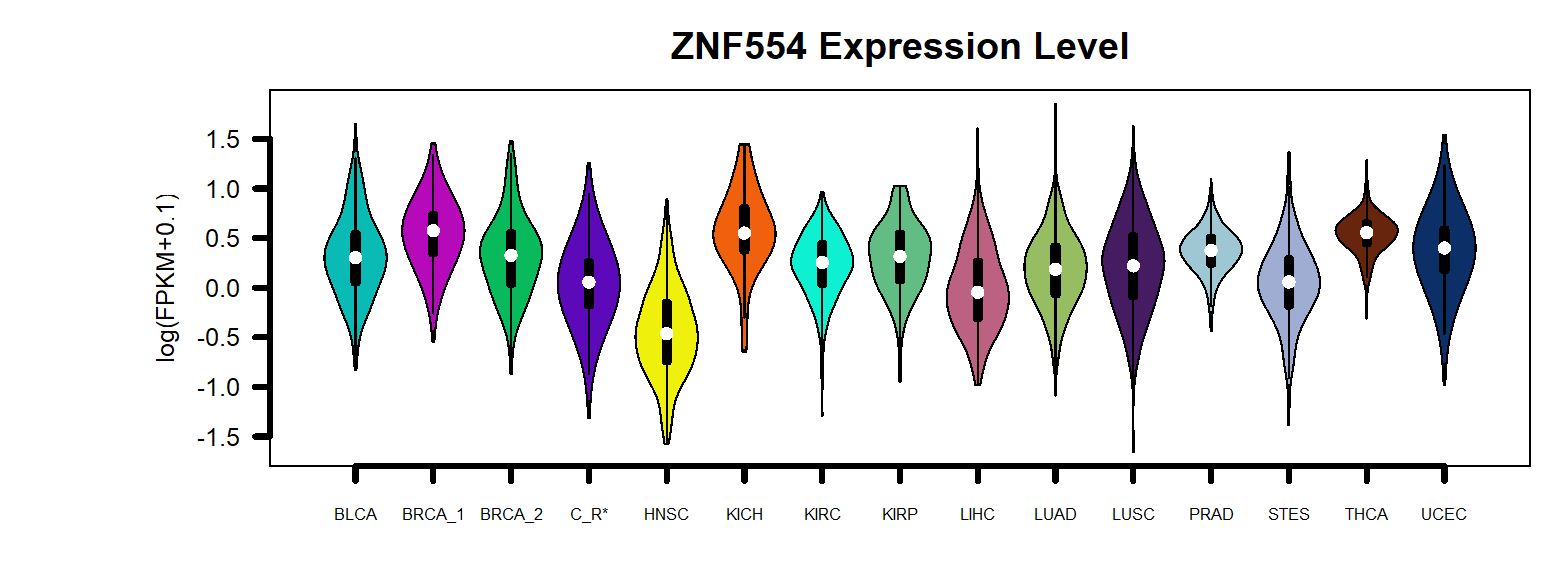 ZNF554 Expression Level
log(FPKM+0.1)
1.5
1.0
0.5
0.0
-0.5
-1.0
-1.5
BLCA BRCA_1 BRCA_2 C_R* HNSC KICH KIRC KIRP LIHC LUAD LUSC PRAD STES THCA UCEC